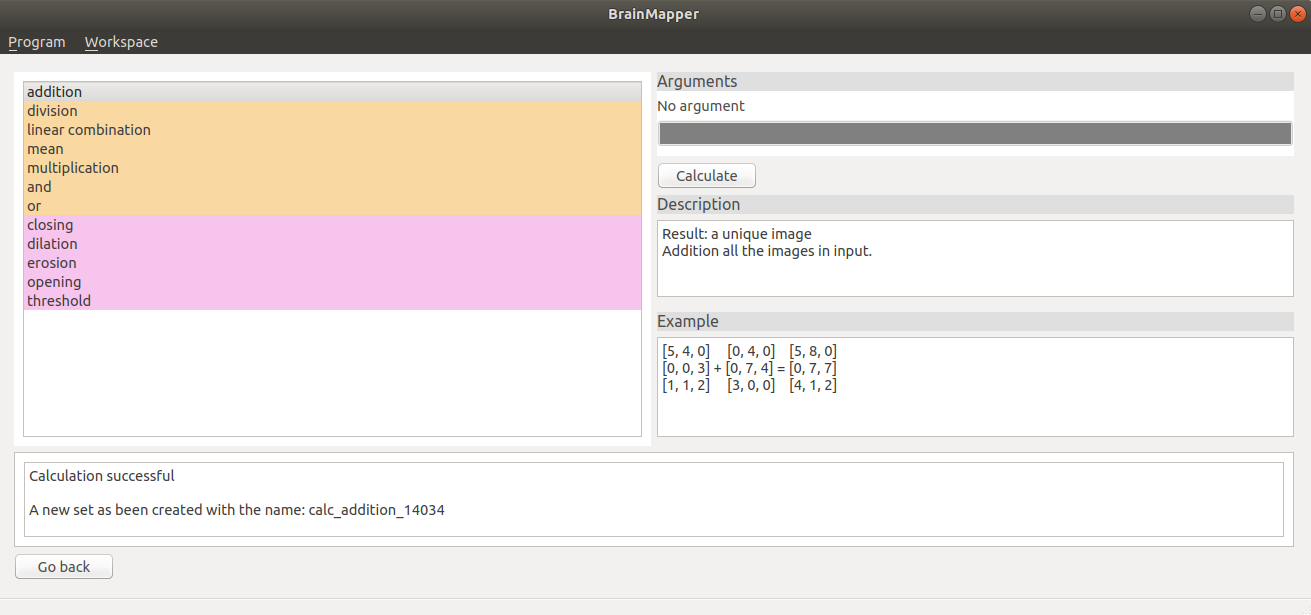 BrainMapper
Program Workspace
addition
division
linear combination
mean
multiplication
and
or
closing
dilation
erosion
opening
threshold
Arguments
No argument
Calculate
Description
Result: a unique image
Addition all the images in input.
Example
[5, 4, 0] [0, 4, 0] [5, 8, 0]
[0, 0, 3] + [0, 7, 4] = [0, 7, 7]
[1, 1, 2] [3, 0, 0] [4, 1, 2]
Calculation successful
A new set as been created with the name: calc_addition_14034
Go back